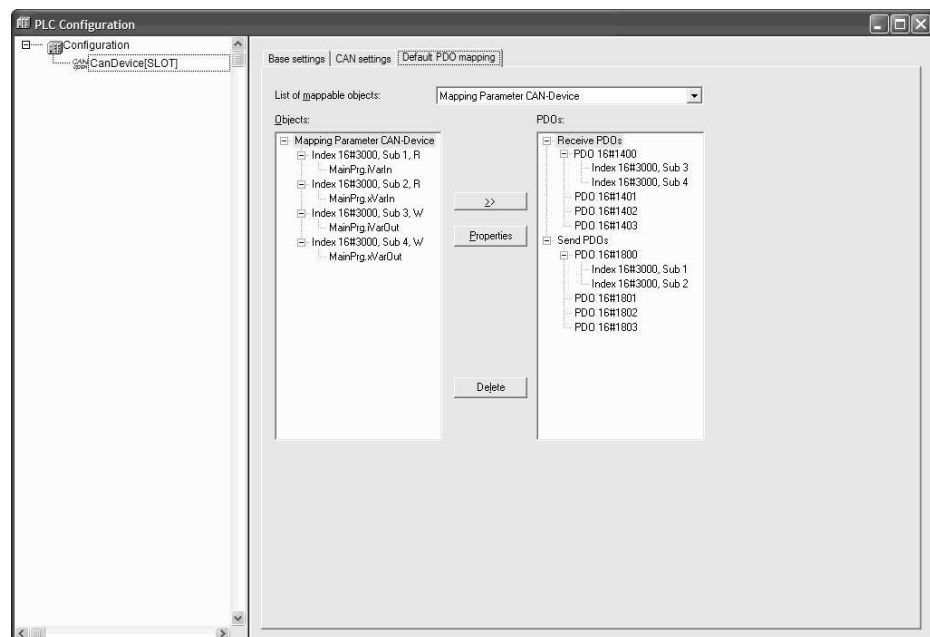 PLC Configuration
Configuration
CanDevice[SLOT]
Base settings
CAN settings
Default PDO mapping
List of mappable objects:
Mapping Parameter CAN-Device
Objects:
Mapping Parameter CAN-Device
Index 16#3000, Sub 1, R
MainPrg.iVarIn
Index 16#3000, Sub 2, R
MainPrg.xVarIn
Index 16#3000, Sub 3, W
MainPrg.iVarOut
Index 16#3000, Sub 4, W
MainPrg.xVarOut
>>
Properties
Delete
PDOs:
Receive PDOs
PDO 16#1400
Index 16#3000, Sub 3
Index 16#3000, Sub 4
PDO 16#1401
PDO 16#1402
PDO 16#1403
Send PDOs
PDO 16#1800
Index 16#3000, Sub 1
Index 16#3000, Sub 2
PDO 16#1801
PDO 16#1802
PDO 16#1803